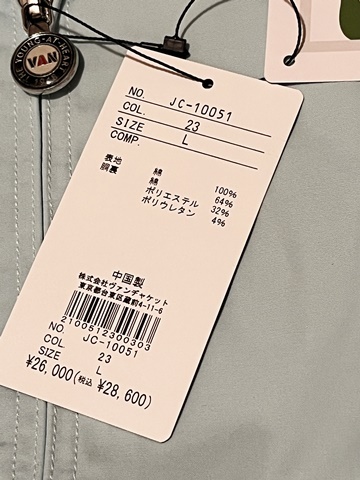 THE YOUNG-AT-HEART
VAN
NO. JC-10051
COL. 23
SIZE L
COMP.
表地 綿 100%
胴裏 綿 64%
ポリエステル 32%
ポリウレタン 4%
中国製
株式会社ヴァンヂャケット
東京都台東区蔵前4-11-6
2100512300303
NO. JC-10051
COL. 23
SIZE L
¥26,000(税込 ¥28,600)